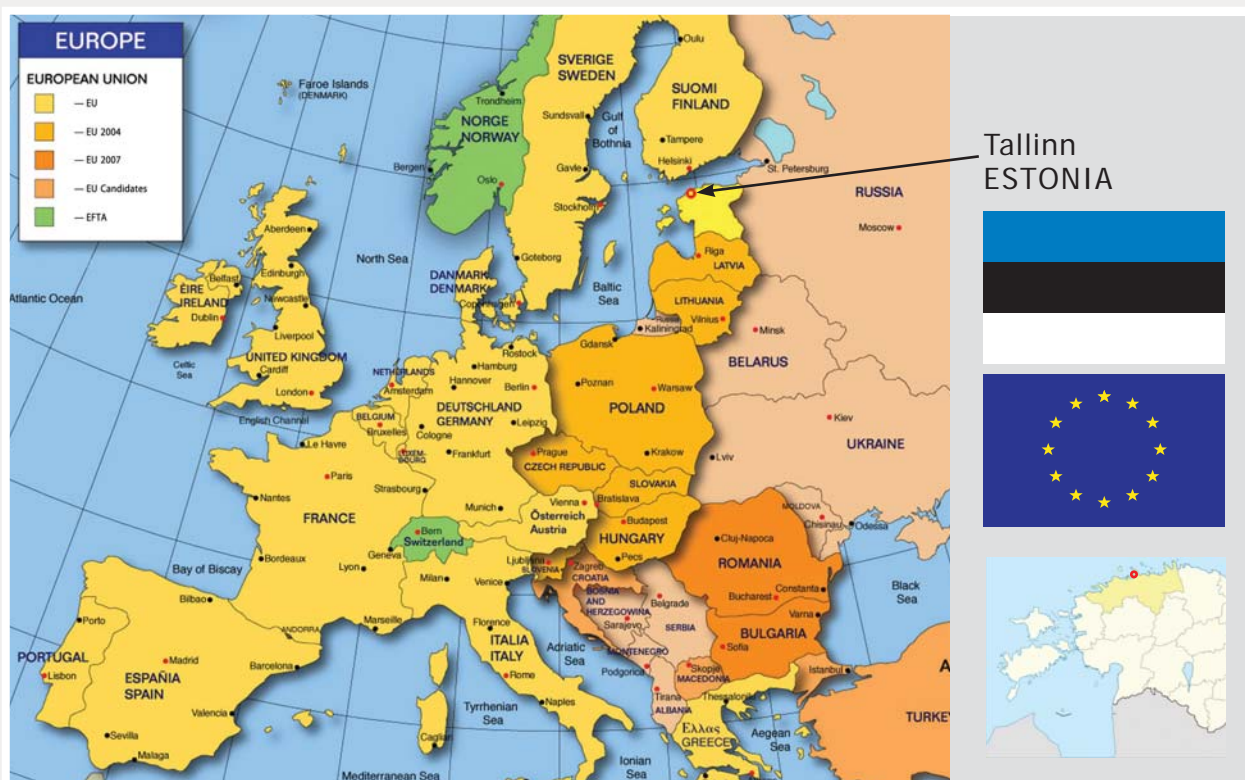 EUROPE
EUROPEAN UNION
— EU
— EU 2004
— EU 2007
— EU Candidates
— EFTA
Faroe Islands
(DENMARK)
Atlantic Ocean
North Sea
NORGE
NORWAY
Trondheim
Bergen
Oslo
SVERIGE
SWEDEN
Sundsvall
Gavle
Stockholm
Goteborg
Gulf
of
Bothnia
Oulu
SUOMI
FINLAND
Tampere
Helsinki
St. Petersburg
RUSSIA
Moscow
Tallinn
ESTONIA
Riga
LATVIA
LITHUANIA
Vilnius
Russia
Kaliningrad
Baltic
Sea
Minsk
BELARUS
DANMARK
DENMARK
Copenhagen
Aberdeen
Edinburgh
Belfast
ÉIRE
IRELAND
Dublin
Newcastle
Liverpool
UNITED KINGDOM
Cardiff
London
Celtic
Sea
English Channel
NETHERLANDS
Amsterdam
BELGIUM
Bruxelles
LUXEM-
BOURG
Rostock
Hamburg
Hannover
Berlin
DEUTSCHLAND
GERMANY
Leipzig
Cologne
Frankfurt
Munich
Gdansk
Poznan
Warsaw
POLAND
Krakow
Prague
CZECH REPUBLIC
SLOVAKIA
Bratislava
Vienna
Österreich
Austria
Budapest
HUNGARY
Pecs
Kiev
UKRAINE
Lviv
MOLDOVA
Chisinau
Odessa
Le Havre
Paris
Strasbourg
Nantes
FRANCE
Bern
Switzerland
Geneva
Lyon
Bordeaux
Bay of Biscay
Marseille
ANDORRA
Bilbao
Porto
PORTUGAL
Lisbon
Madrid
ESPAÑIA
SPAIN
Barcelona
Valencia
Sevilla
Malaga
Milan
Venice
Florence
ITALIA
ITALY
Rome
Naples
Cagliari
Tyrrhenian
Sea
Mediterranean Sea
Adriatic
Sea
Ionian
Sea
Ljubljana
SLOVENIA
Zagreb
CROATIA
BOSNIA
AND
HERZEGOWINA
Sarajevo
Belgrade
SERBIA
MONTENEGRO
Podgorica
Skopje
MACEDONIA
Tirana
ALBANIA
Cluj-Napoca
ROMANIA
Bucharest
Constanta
Varna
BULGARIA
Sofia
Black
Sea
Istanbul
Thessaloniki
Ελλας
GREECE
Aegean
Sea
TURKEY